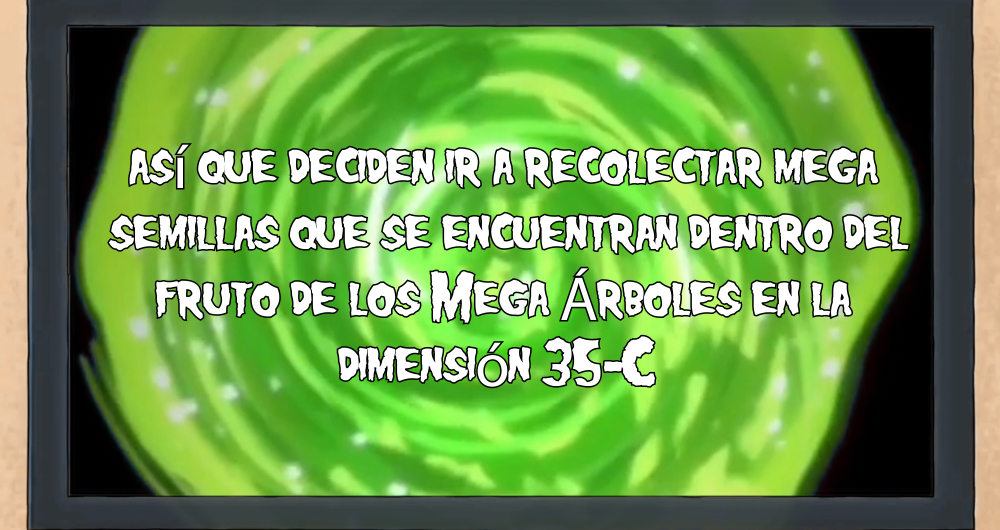 así que deciden ir a recolectar mega
semillas que se encuentran dentro del
fruto de los Mega Árboles en la
dimensión 35-C